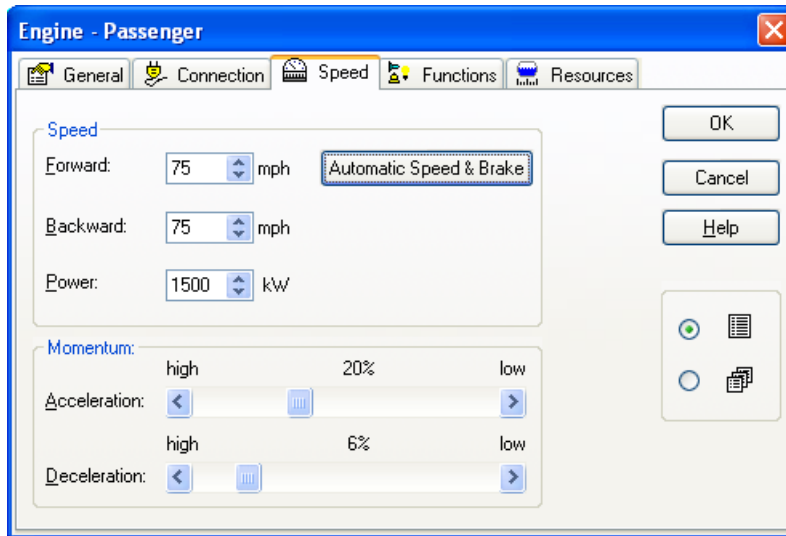 Engine - Passenger
General Connection Speed Functions Resources
Speed
Forward: 75 mph Automatic Speed & Brake
Backward: 75 mph
Power: 1500 kW
OK
Cancel
Help
Momentum:
high 20% low
Acceleration:
high 6% low
Deceleration: